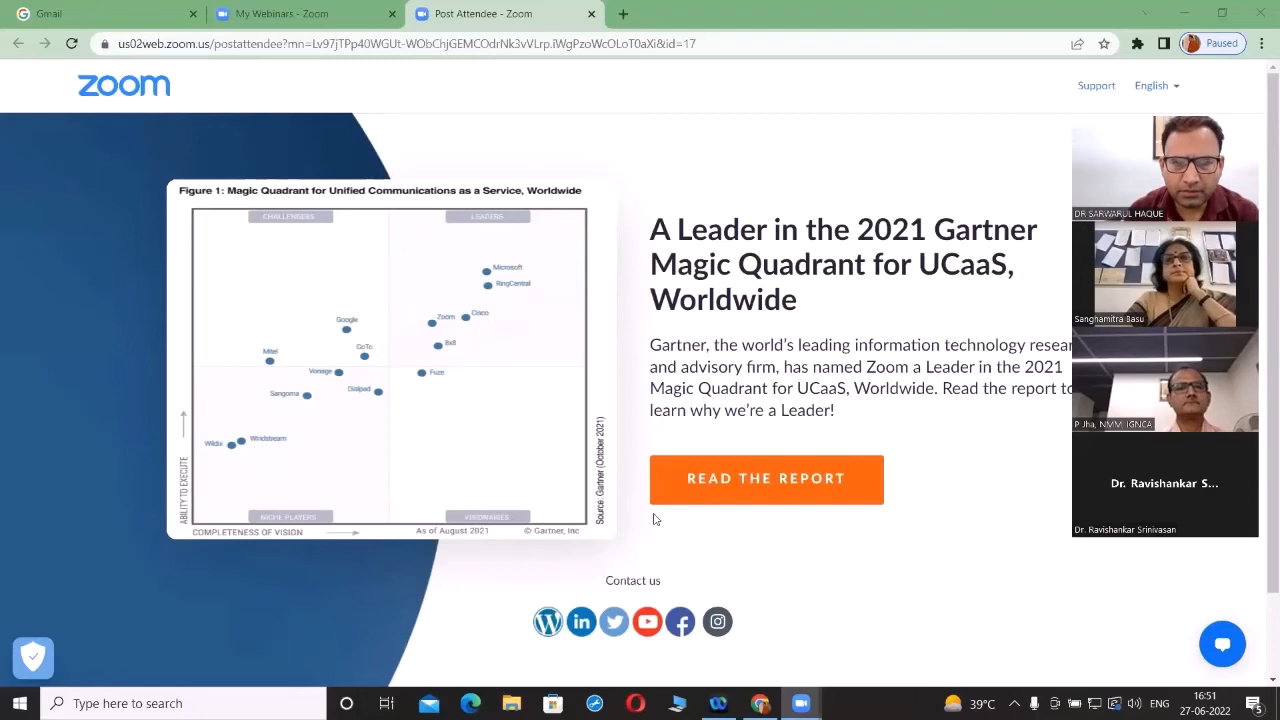 Gmail
My Webinars - Zoom
Post Attendee - Zoom
us02web.zoom.us/postattendee?mn=Lv97jTPp40WGUt-WObChjGEMCOdrNk3vVLrp.iWgPzoWcOLoT0aXi&id=17
Paused
zoom
Support
English
Figure 1: Magic Quadrant for Unified Communications as a Service, Worldwide
CHALLENGERS
LEADERS
Microsoft
RingCentral
Zoom
Cisco
Google
8x8
GoTo
Mitel
Vonage
Fuze
Dialpad
Sangoma
Wildix
Windstream
NICHE PLAYERS
VISIONARIES
ABILITY TO EXECUTE
COMPLETENESS OF VISION
As of August 2021
© Gartner, Inc
Source: Gartner (October 2021)
A Leader in the 2021 Gartner
Magic Quadrant for UCaaS,
Worldwide
Gartner, the world's leading information technology resear
and advisory firm, has named Zoom a Leader in the 2021
Magic Quadrant for UCaaS, Worldwide. Read the report to
learn why we're a Leader!
READ THE REPORT
Contact us
DR SARWARUL HAQUE
Sanghamitra Basu
P Jha, NMM, IGNCA
Dr. Ravishankar S...
Dr. Ravishankar Srinivasan
Type here to search
39°C
ENG
16:51
27-06-2022